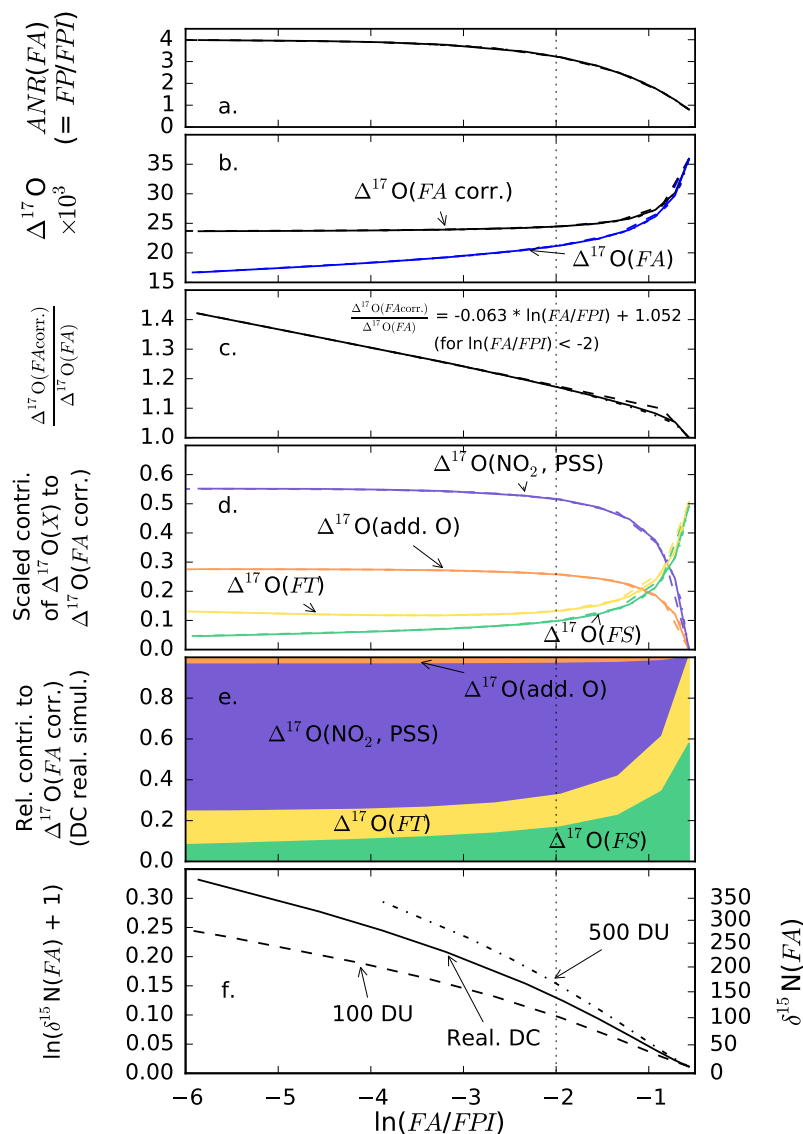 ANR(FA)
(= FP/FPI)
4
3
2
1
0
a.
Δ¹⁷O
×10³
35
30
25
20
15
b.
Δ¹⁷O(FA corr.)
Δ¹⁷O(FA)
Δ¹⁷O(FAcorr.)
Δ¹⁷O(FA)
1.4
1.3
1.2
1.1
1.0
c.
Δ¹⁷O(FAcorr.)/Δ¹⁷O(FA) = -0.063 * ln(FA/FPI) + 1.052
(for ln(FA/FPI) < -2)
Scaled contri.
of Δ¹⁷O(X) to
Δ¹⁷O(FA corr.)
0.6
0.5
0.4
0.3
0.2
0.1
0.0
d.
Δ¹⁷O(NO₂, PSS)
Δ¹⁷O(add. O)
Δ¹⁷O(FT)
Δ¹⁷O(FS)
Rel. contri. to
Δ¹⁷O(FA corr.)
(DC real. simul.)
0.8
0.6
0.4
0.2
0.0
e.
Δ¹⁷O(add. O)
Δ¹⁷O(NO₂, PSS)
Δ¹⁷O(FT)
Δ¹⁷O(FS)
ln(δ¹⁵N(FA) + 1)
0.30
0.25
0.20
0.15
0.10
0.05
0.00
f.
500 DU
100 DU
Real. DC
350
300
250
200
150
100
50
0
δ¹⁵N(FA)
−6 −5 −4 −3 −2 −1
ln(FA/FPI)